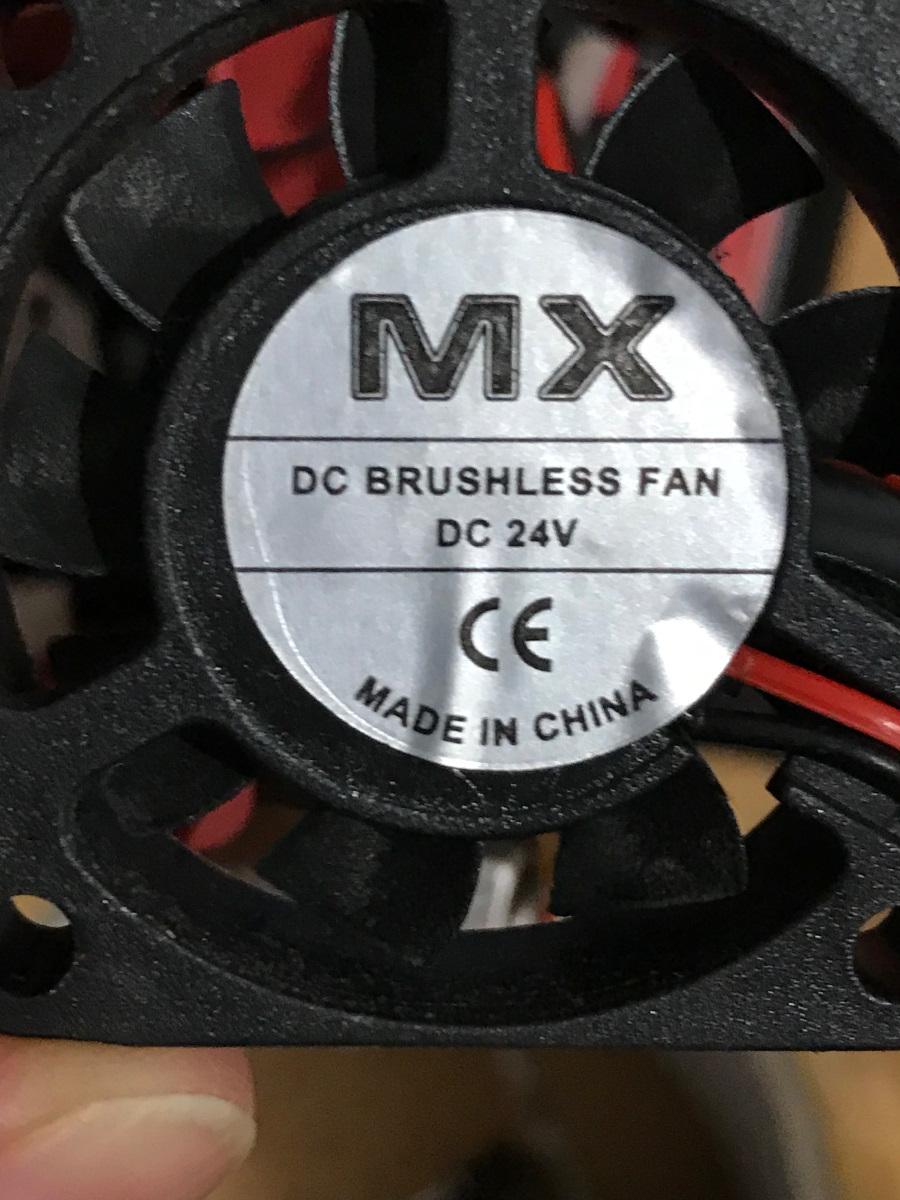 MX
DC BRUSHLESS FAN
DC 24V
CE
MADE IN CHINA